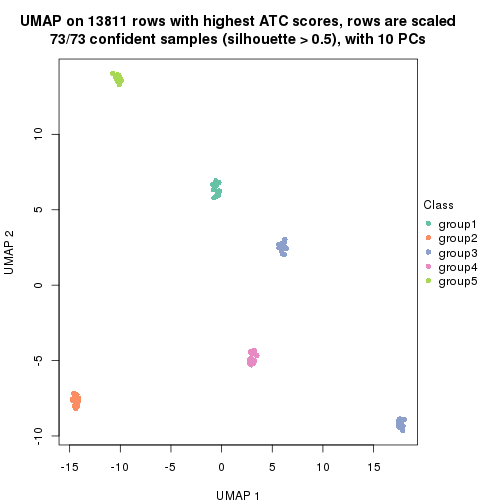 UMAP on 13811 rows with highest ATC scores, rows are scaled
73/73 confident samples (silhouette > 0.5), with 10 PCs
UMAP 2
10
5
0
-5
-10
-15
-10
-5
0
5
10
15
UMAP 1
Class
group1
group2
group3
group4
group5